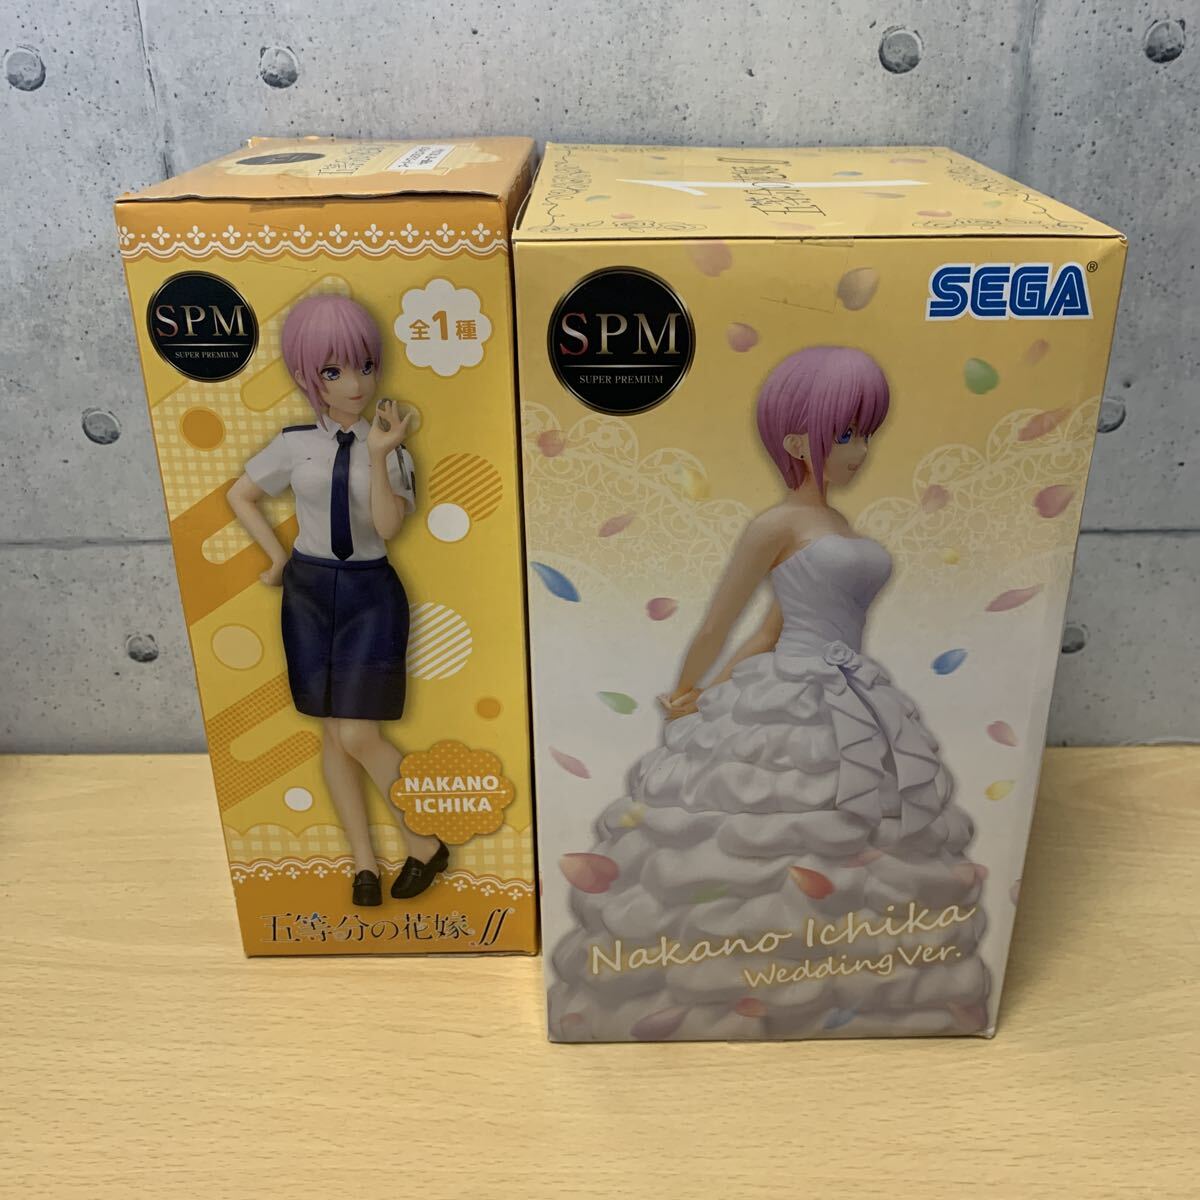 SPM
SUPER PREMIUM
全1種
NAKANO
ICHIKA
五等分の花嫁∬
SEGA®
SPM
SUPER PREMIUM
Nakano Ichika
Wedding Ver.